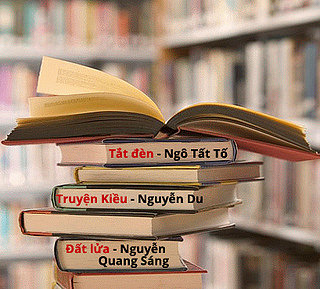 Tắt đèn - Ngô Tất Tố
Truyện Kiều - Nguyễn Du
Đất lửa - Nguyễn
Quang Sáng